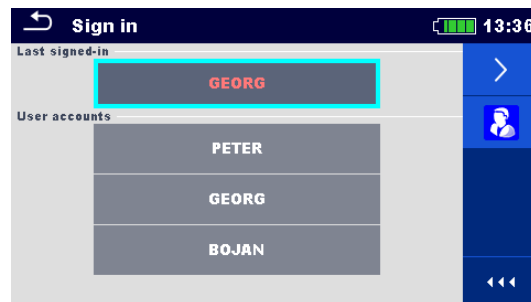 Sign in
13:36
Last signed-in
GEORG
User accounts
PETER
GEORG
BOJAN